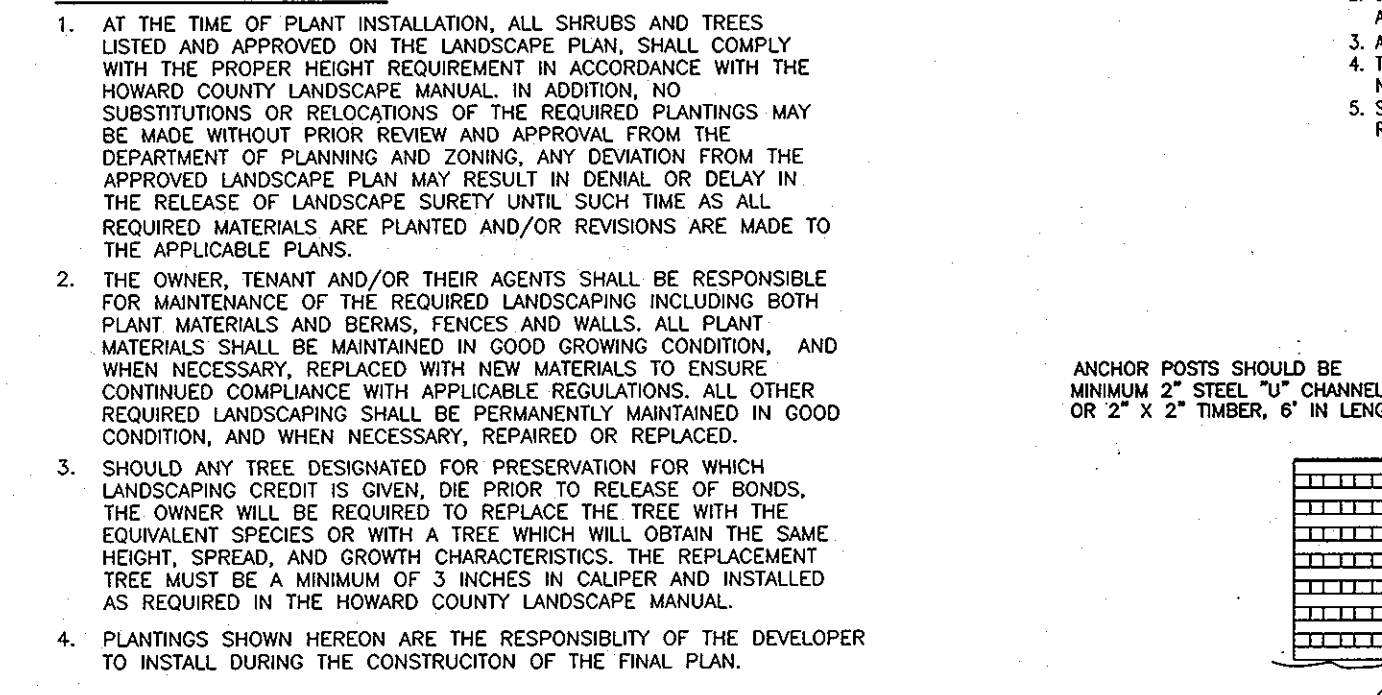 1. AT THE TIME OF PLANT INSTALLATION, ALL SHRUBS AND TREES
LISTED AND APPROVED ON THE LANDSCAPE PLAN, SHALL COMPLY
WITH THE PROPER HEIGHT REQUIREMENT IN ACCORDANCE WITH THE
HOWARD COUNTY LANDSCAPE MANUAL. IN ADDITION, NO
SUBSTITUTIONS OR RELOCATIONS OF THE REQUIRED PLANTINGS MAY
BE MADE WITHOUT PRIOR REVIEW AND APPROVAL FROM THE
DEPARTMENT OF PLANNING AND ZONING, ANY DEVIATION FROM THE
APPROVED LANDSCAPE PLAN MAY RESULT IN DENIAL OR DELAY IN
THE RELEASE OF LANDSCAPE SURETY UNTIL SUCH TIME AS ALL
REQUIRED MATERIALS ARE PLANTED AND/OR REVISIONS ARE MADE TO
THE APPLICABLE PLANS.
2. THE OWNER, TENANT AND/OR THEIR AGENTS SHALL BE RESPONSIBLE
FOR MAINTENANCE OF THE REQUIRED LANDSCAPING INCLUDING BOTH
PLANT MATERIALS AND BERMS, FENCES AND WALLS. ALL PLANT
MATERIALS SHALL BE MAINTAINED IN GOOD GROWING CONDITION, AND
WHEN NECESSARY, REPLACED WITH NEW MATERIALS TO ENSURE
CONTINUED COMPLIANCE WITH APPLICABLE REGULATIONS. ALL OTHER
REQUIRED LANDSCAPING SHALL BE PERMANENTLY MAINTAINED IN GOOD
CONDITION, AND WHEN NECESSARY, REPAIRED OR REPLACED.
3. SHOULD ANY TREE DESIGNATED FOR PRESERVATION FOR WHICH
LANDSCAPING CREDIT IS GIVEN, DIE PRIOR TO RELEASE OF BONDS,
THE OWNER WILL BE REQUIRED TO REPLACE THE TREE WITH THE
EQUIVALENT SPECIES OR WITH A TREE WHICH WILL OBTAIN THE SAME
HEIGHT, SPREAD, AND GROWTH CHARACTERISTICS. THE REPLACEMENT
TREE MUST BE A MINIMUM OF 3 INCHES IN CALIPER AND INSTALLED
AS REQUIRED IN THE HOWARD COUNTY LANDSCAPE MANUAL.
4. PLANTINGS SHOWN HEREON ARE THE RESPONSIBLITY OF THE DEVELOPER
TO INSTALL DURING THE CONSTRUCITON OF THE FINAL PLAN.
3. A
4. T
N
5. S
R
ANCHOR POSTS SHOULD BE
MINIMUM 2" STEEL "U" CHANNEL
OR 2" X 2" TIMBER, 6' IN LENG